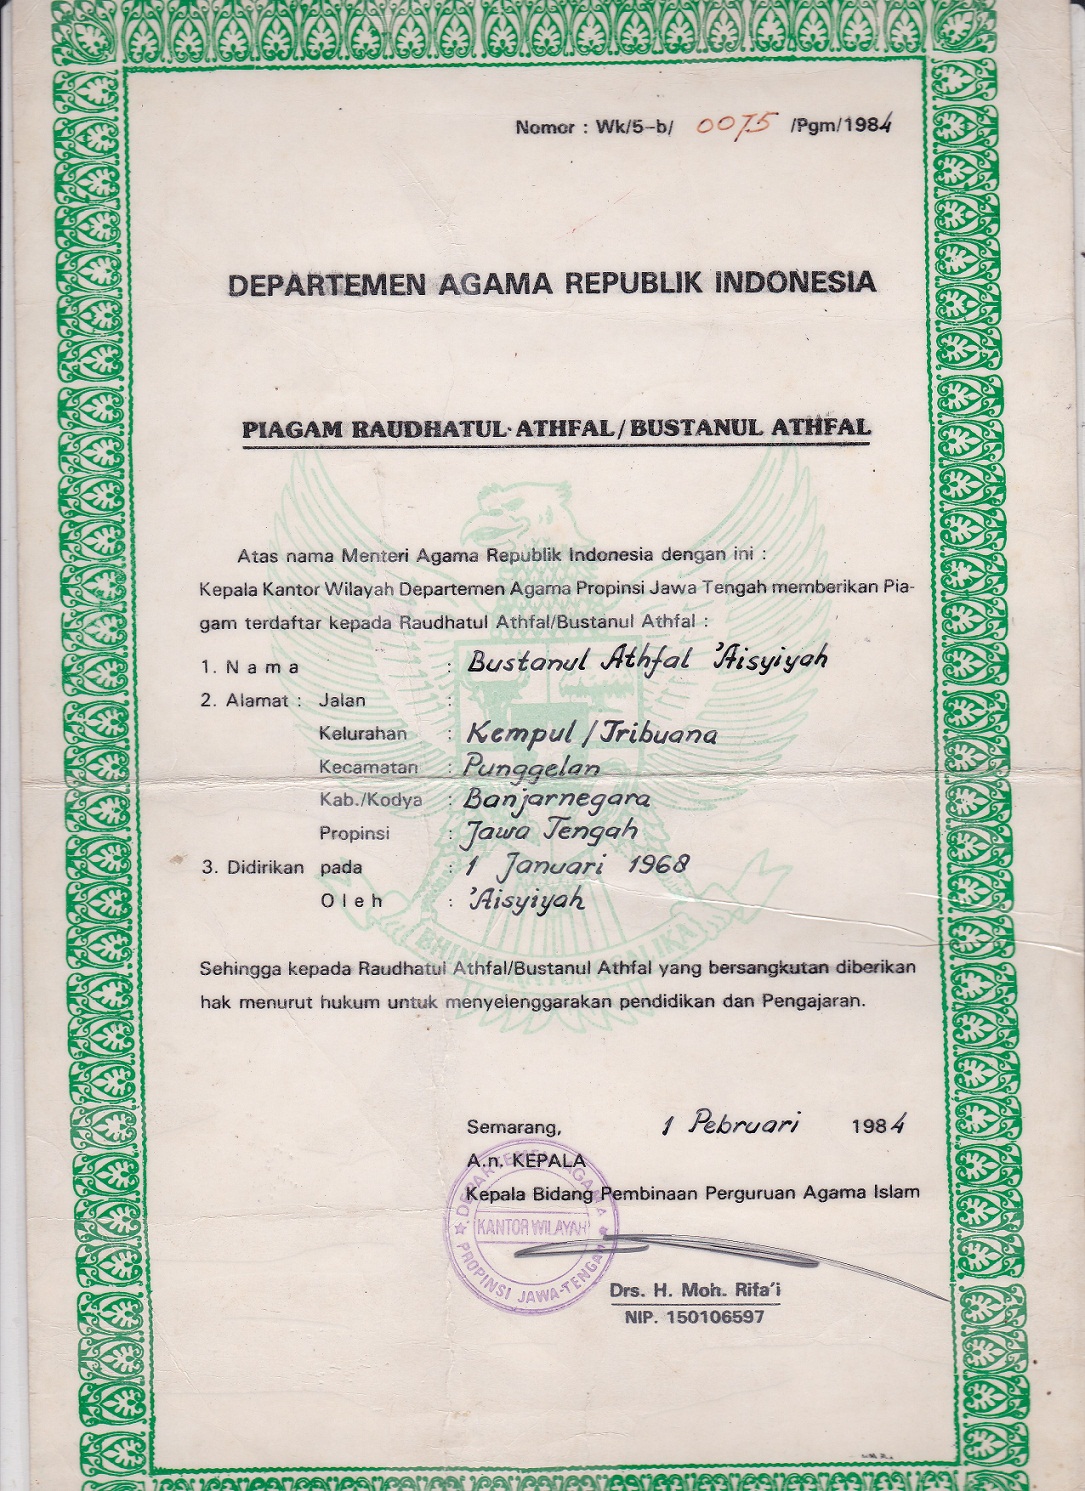 Nomor : Wk/5-b/ 0075 /Pgm/1984
DEPARTEMEN AGAMA REPUBLIK INDONESIA
PIAGAM RAUDHATUL ATHFAL/BUSTANUL ATHFAL
Atas nama Menteri Agama Republik Indonesia dengan ini :
Kepala Kantor Wilayah Departemen Agama Propinsi Jawa Tengah memberikan Pia-
gam terdaftar kepada Raudhatul Athfal/Bustanul Athfal :
1. N a m a : Bustanul Athfal 'Aisyiyah
2. Alamat : Jalan :
Kelurahan : Kempul / Tribuana
Kecamatan : Punggelan
Kab./Kodya : Banjarnegara
Propinsi : Jawa Tengah
3. Didirikan pada : 1 Januari 1968
O l e h : 'Aisyiyah
BHINNEKA TUNGGAL IKA
Sehingga kepada Raudhatul Athfal/Bustanul Athfal yang bersangkutan diberikan
hak menurut hukum untuk menyelenggarakan pendidikan dan Pengajaran.
Semarang, 1 Pebruari 1984
A.n. KEPALA
Kepala Bidang Pembinaan Perguruan Agama Islam
DEPARTEMEN AGAMA
KANTOR WILAYAH
PROPINSI JAWA-TENGAH
Drs. H. Moh. Rifa'i
NIP. 150106597